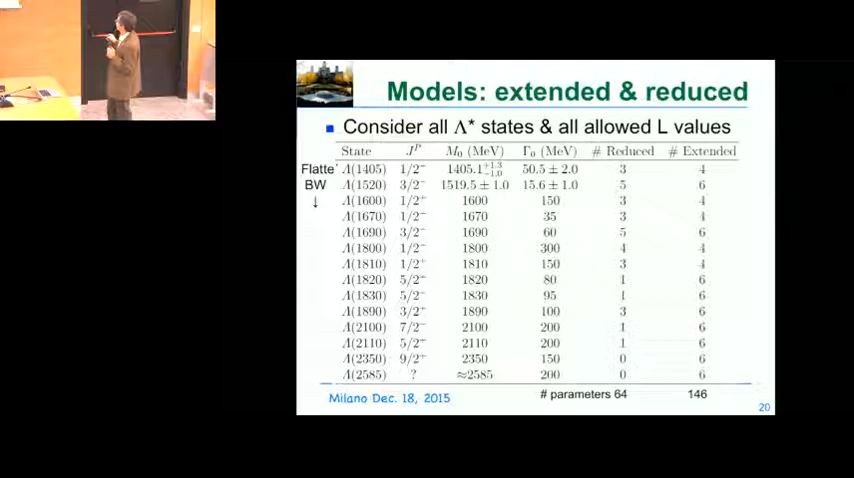 Models: extended & reduced
Consider all Λ* states & all allowed L values
State J^P M₀ (MeV) Γ₀ (MeV) # Reduced # Extended
Flatte' Λ(1405) 1/2⁻ 1405.1^{+1.3}_{-1.0} 50.5 ± 2.0 3 4
BW Λ(1520) 3/2⁻ 1519.5 ± 1.0 15.6 ± 1.0 5 6
↓ Λ(1600) 1/2⁺ 1600 150 3 4
Λ(1670) 1/2⁻ 1670 35 3 4
Λ(1690) 3/2⁻ 1690 60 5 6
Λ(1800) 1/2⁻ 1800 300 4 4
Λ(1810) 1/2⁺ 1810 150 3 4
Λ(1820) 5/2⁺ 1820 80 1 6
Λ(1830) 5/2⁻ 1830 95 1 6
Λ(1890) 3/2⁺ 1890 100 3 6
Λ(2100) 7/2⁻ 2100 200 1 6
Λ(2110) 5/2⁺ 2110 200 1 6
Λ(2350) 9/2⁺ 2350 150 0 6
Λ(2585) ? ≈2585 200 0 6
# parameters 64 146
Milano Dec. 18, 2015
20